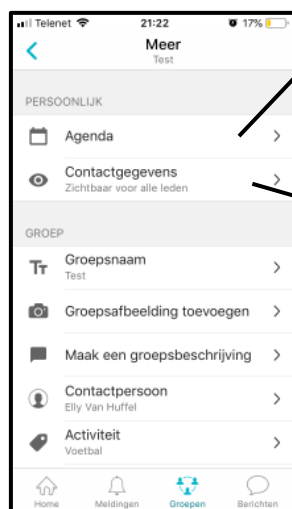 Telenet 21:22 17%
Meer
Test
PERSOONLIJK
Agenda
Contactgegevens
Zichtbaar voor alle leden
GROEP
Groepsnaam
Test
Groepsafbeelding toevoegen
Maak een groepsbeschrijving
Contactpersoon
Elly Van Huffel
Activiteit
Voetbal
Home Meldingen Groepen Berichten